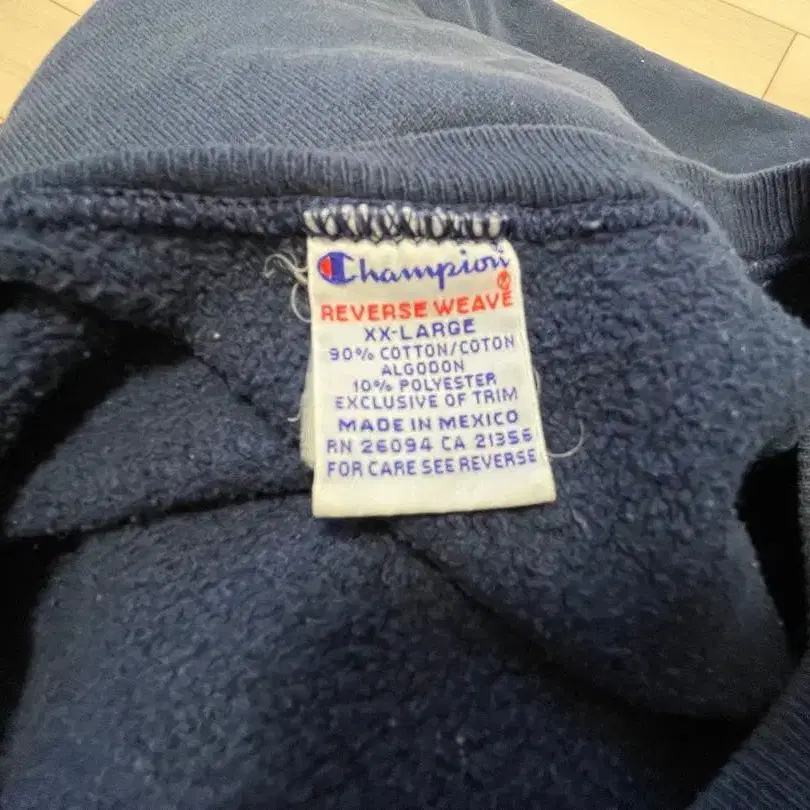 Champion
REVERSE WEAVE
XX-LARGE
90% COTTON/COTON
ALGODON
10% POLYESTER
EXCLUSIVE OF TRIM
MADE IN MEXICO
RN 26094 CA 21356
FOR CARE SEE REVERSE